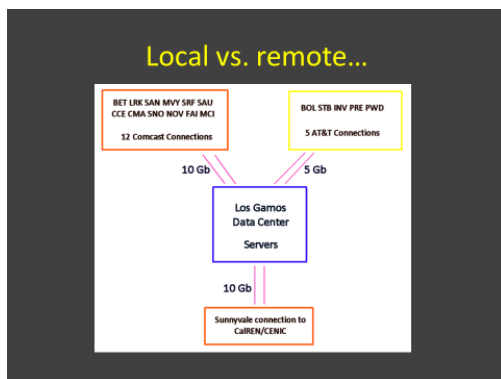 Local vs. remote...
BET LRK SAN MVY SRF SAU
CCE CMA SNO NOV FAI MCI
12 Comcast Connections
BOL STB INV PRE PWD
5 AT&T Connections
10 Gb
5 Gb
Los Gamos
Data Center
Servers
10 Gb
Sunnyvale connection to
CalREN/CENIC